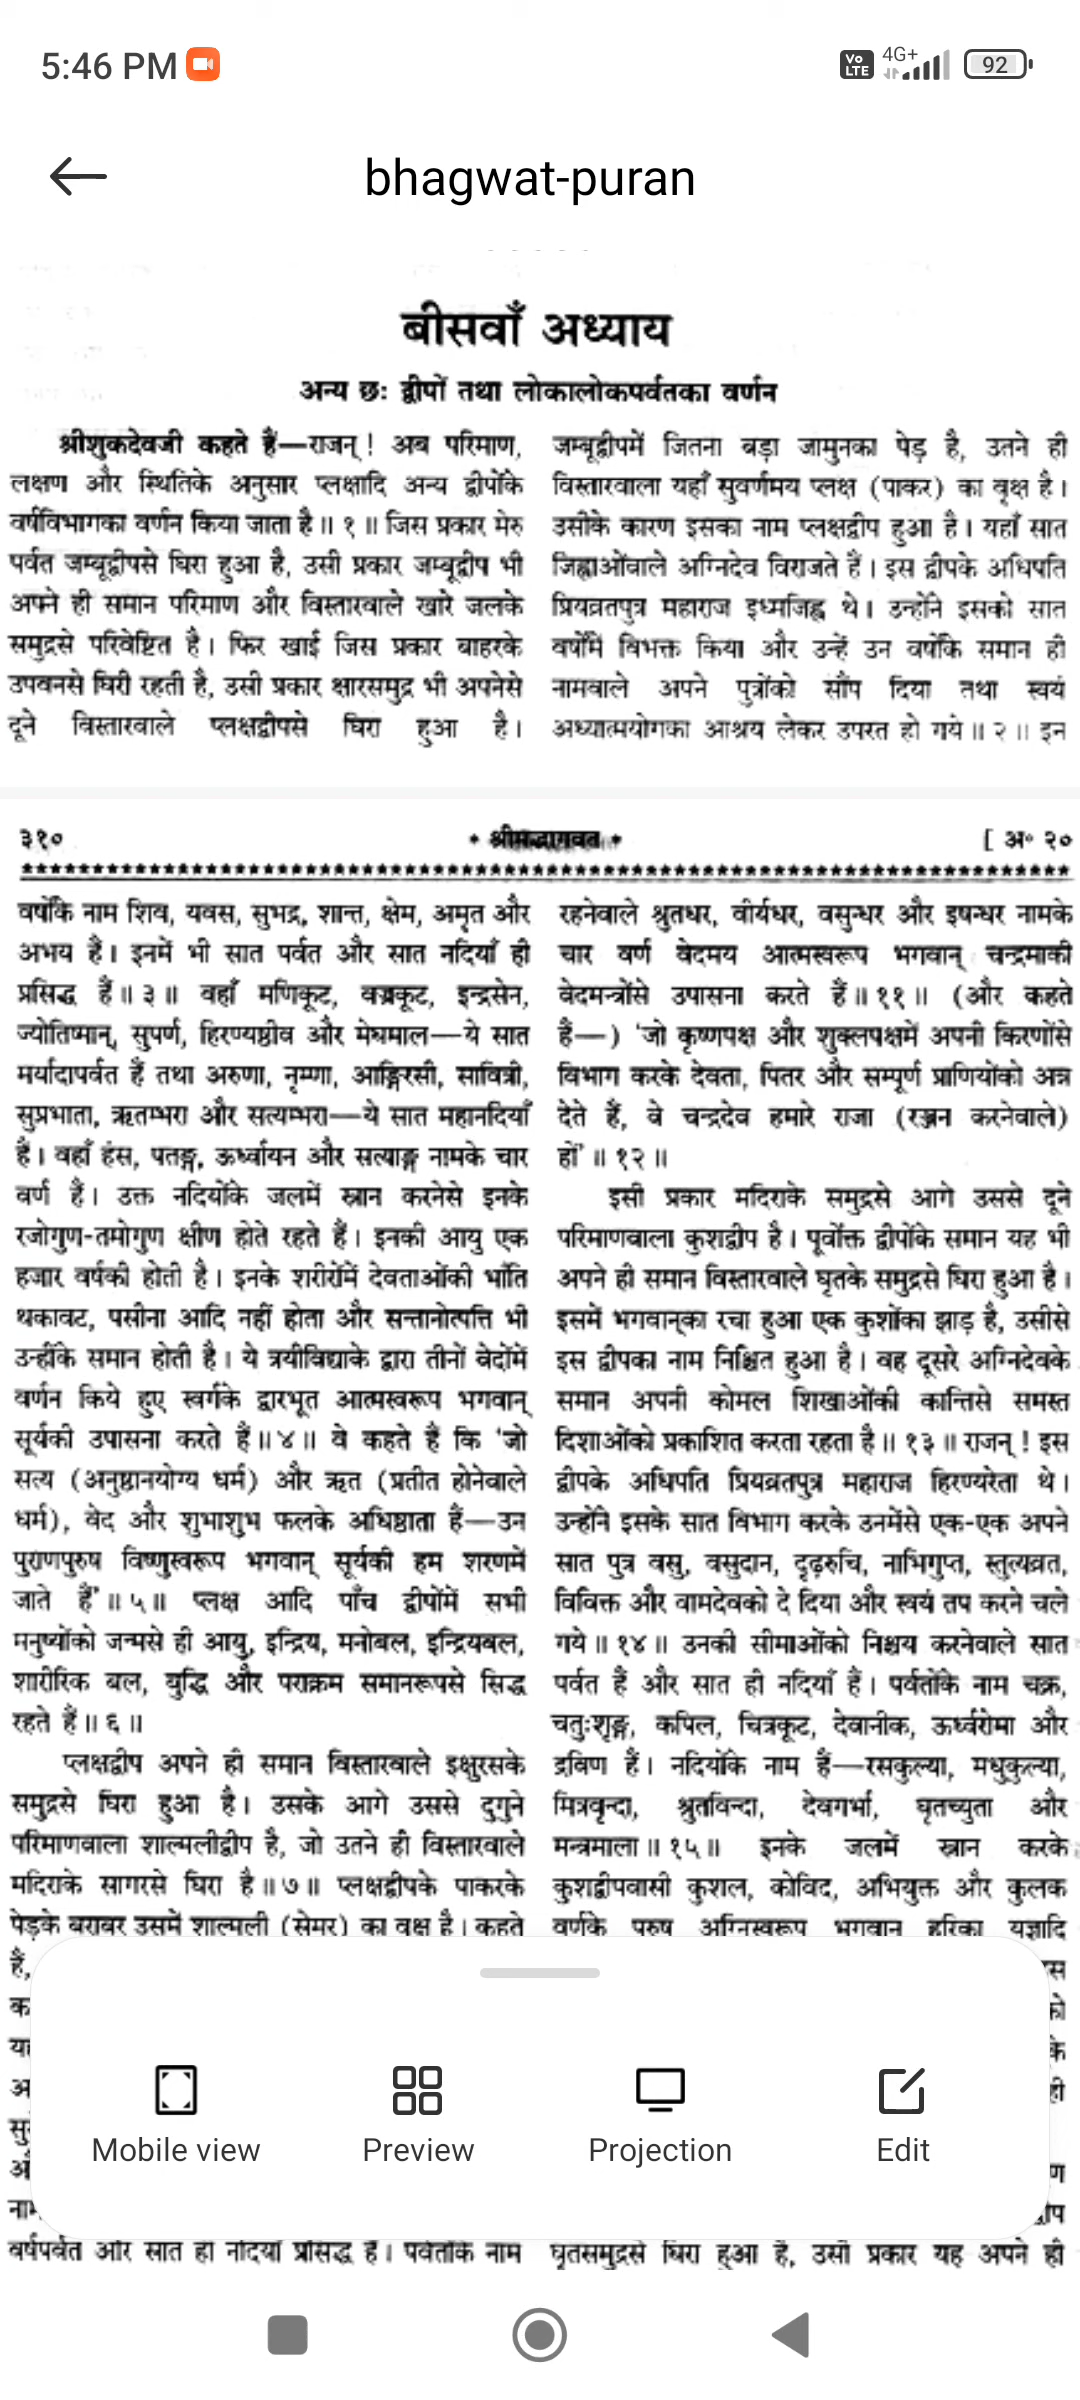 5:46 PM
Vo LTE 4G+ 92
bhagwat-puran
बीसवाँ अध्याय
अन्य छः द्वीपों तथा लोकालोकपर्वतका वर्णन
श्रीशुकदेवजी कहते हैं—राजन्! अब परिमाण,
लक्षण और स्थितिके अनुसार प्लक्षादि अन्य द्वीपोंके
वर्षविभागका वर्णन किया जाता है॥ १ ॥ जिस प्रकार मेरु
पर्वत जम्बूद्वीपसे घिरा हुआ है, उसी प्रकार जम्बूद्वीप भी
अपने ही समान परिमाण और विस्तारवाले खारे जलके
समुद्रसे परिवेष्टित है। फिर खाई जिस प्रकार बाहरके
उपवनसे घिरी रहती है, उसी प्रकार क्षारसमुद्र भी अपनेसे
दूने विस्तारवाले प्लक्षद्वीपसे घिरा हुआ है।
जम्बूद्वीपमें जितना बड़ा जामुनका पेड़ है, उतने ही
विस्तारवाला यहाँ सुवर्णमय प्लक्ष (पाकर) का वृक्ष है।
उसीके कारण इसका नाम प्लक्षद्वीप हुआ है। यहाँ सात
जिह्वाओंवाले अग्निदेव विराजते हैं। इस द्वीपके अधिपति
प्रियव्रतपुत्र महाराज इध्मजिह्व थे। उन्होंने इसको सात
वर्षोंमें विभक्त किया और उन्हें उन वर्षोंके समान ही
नामवाले अपने पुत्रोंको सौंप दिया तथा स्वयं
अध्यात्मयोगका आश्रय लेकर उपरत हो गये॥ २ ॥ इन
३१० * श्रीमद्भागवत * [ अ॰ २०
वर्षोंके नाम शिव, यवस, सुभद्र, शान्त, क्षेम, अमृत और
अभय हैं। इनमें भी सात पर्वत और सात नदियाँ ही
प्रसिद्ध हैं॥ ३ ॥ वहाँ मणिकूट, वज्रकूट, इन्द्रसेन,
ज्योतिष्मान्, सुपर्ण, हिरण्यष्ठीव और मेघमाल—ये सात
मर्यादापर्वत हैं तथा अरुणा, नृम्णा, आङ्गिरसी, सावित्री,
सुप्रभाता, ऋतम्भरा और सत्यम्भरा—ये सात महानदियाँ
हैं। वहाँ हंस, पतङ्ग, ऊर्ध्वायन और सत्याङ्ग नामके चार
वर्ण हैं। उक्त नदियोंके जलमें स्नान करनेसे इनके
रजोगुण-तमोगुण क्षीण होते रहते हैं। इनकी आयु एक
हजार वर्षकी होती है। इनके शरीरोंमें देवताओंकी भाँति
थकावट, पसीना आदि नहीं होता और सन्तानोत्पत्ति भी
उन्हींके समान होती है। ये त्रयीविद्याके द्वारा तीनों वेदोंमें
वर्णन किये हुए स्वर्गके द्वारभूत आत्मस्वरूप भगवान्
सूर्यकी उपासना करते हैं॥ ४ ॥ वे कहते हैं कि 'जो
सत्य (अनुष्ठानयोग्य धर्म) और ऋत (प्रतीत होनेवाले
धर्म), वेद और शुभाशुभ फलके अधिष्ठाता हैं—उन
पुराणपुरुष विष्णुस्वरूप भगवान् सूर्यकी हम शरणमें
जाते हैं'॥ ५ ॥ प्लक्ष आदि पाँच द्वीपोंमें सभी
मनुष्योंको जन्मसे ही आयु, इन्द्रिय, मनोबल, इन्द्रियबल,
शारीरिक बल, बुद्धि और पराक्रम समानरूपसे सिद्ध
रहते हैं॥ ६ ॥
प्लक्षद्वीप अपने ही समान विस्तारवाले इक्षुरसके
समुद्रसे घिरा हुआ है। उसके आगे उससे दुगुने
परिमाणवाला शाल्मलीद्वीप है, जो उतने ही विस्तारवाले
मदिराके सागरसे घिरा है॥ ७ ॥ प्लक्षद्वीपके पाकरके
पेड़के बराबर उसमें शाल्मली (सेमर) का वृक्ष है। कहते
हैं,
वर्षपर्वत और सात ही नदियाँ प्रसिद्ध हैं। पर्वतोंके नाम
रहनेवाले श्रुतधर, वीर्यधर, वसुन्धर और इषन्धर नामके
चार वर्ण वेदमय आत्मस्वरूप भगवान् चन्द्रमाकी
वेदमन्त्रोंसे उपासना करते हैं॥ ११ ॥ (और कहते
हैं—) 'जो कृष्णपक्ष और शुक्लपक्षमें अपनी किरणोंसे
विभाग करके देवता, पितर और सम्पूर्ण प्राणियोंको अन्न
देते हैं, वे चन्द्रदेव हमारे राजा (रञ्जन करनेवाले)
हों'॥ १२ ॥
इसी प्रकार मदिराके समुद्रसे आगे उससे दूने
परिमाणवाला कुशद्वीप है। पूर्वोक्त द्वीपोंके समान यह भी
अपने ही समान विस्तारवाले घृतके समुद्रसे घिरा हुआ है।
इसमें भगवान्‌का रचा हुआ एक कुशोंका झाड़ है, उसीसे
इस द्वीपका नाम निश्चित हुआ है। वह दूसरे अग्निदेवके
समान अपनी कोमल शिखाओंकी कान्तिसे समस्त
दिशाओंको प्रकाशित करता रहता है॥ १३ ॥ राजन्! इस
द्वीपके अधिपति प्रियव्रतपुत्र महाराज हिरण्यरेता थे।
उन्होंने इसके सात विभाग करके उनमेंसे एक-एक अपने
सात पुत्र वसु, वसुदान, दृढ़रुचि, नाभिगुप्त, स्तुत्यव्रत,
विविक्त और वामदेवको दे दिया और स्वयं तप करने चले
गये॥ १४ ॥ उनकी सीमाओंको निश्चय करनेवाले सात
पर्वत हैं और सात ही नदियाँ हैं। पर्वतोंके नाम चक्र,
चतुःशृङ्ग, कपिल, चित्रकूट, देवानीक, ऊर्ध्वरोमा और
द्रविण हैं। नदियोंके नाम हैं—रसकुल्या, मधुकुल्या,
मित्रवृन्दा, श्रुतविन्दा, देवगर्भा, घृतच्युता और
मन्त्रमाला॥ १५ ॥ इनके जलमें स्नान करके
कुशद्वीपवासी कुशल, कोविद, अभियुक्त और कुलक
वर्णके पुरुष अग्निस्वरूप भगवान् हरिका यज्ञादि
घृतसमुद्रसे घिरा हुआ है, उसी प्रकार यह अपने ही
Mobile view
Preview
Projection
Edit